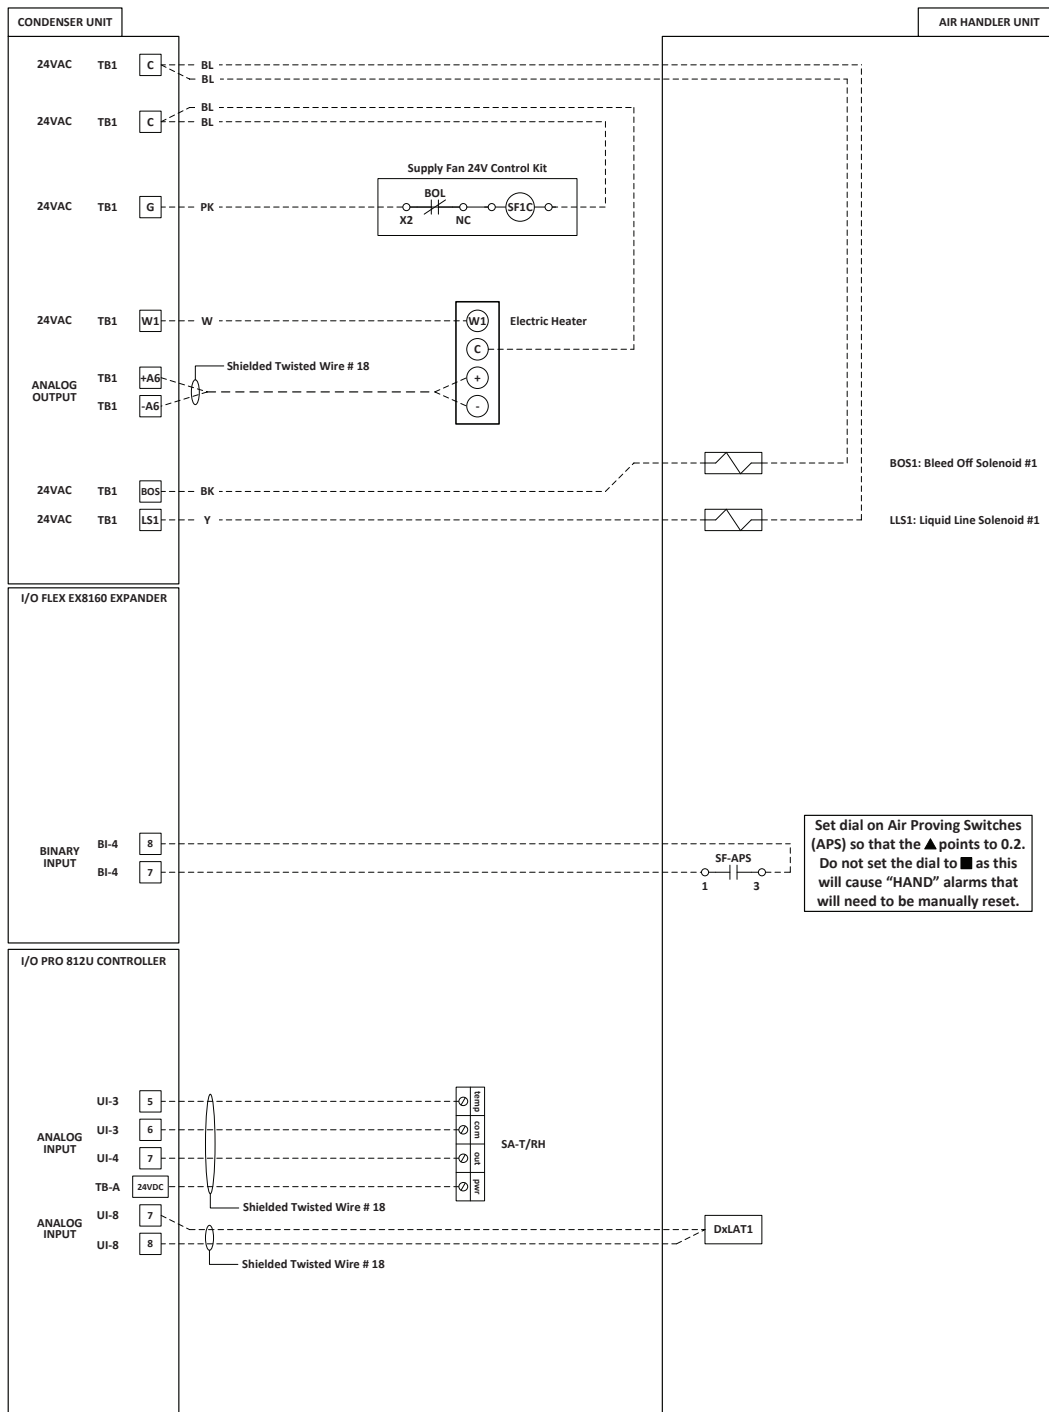 CONDENSER UNIT
AIR HANDLER UNIT
24VAC TB1 C BL
BL
BL
24VAC TB1 C BL
Supply Fan 24V Control Kit
BOL
24VAC TB1 G PK SF1C
X2 NC
24VAC TB1 W1 W W1 Electric Heater
C
Shielded Twisted Wire # 18
TB1 +A6 +
ANALOG
OUTPUT
TB1 -A6 -
BOS1: Bleed Off Solenoid #1
24VAC TB1 BOS BK
24VAC TB1 LS1 Y LLS1: Liquid Line Solenoid #1
I/O FLEX EX8160 EXPANDER
Set dial on Air Proving Switches
(APS) so that the ▲ points to 0.2.
Do not set the dial to ■ as this
will cause “HAND” alarms that
will need to be manually reset.
BI-4 8
BINARY
INPUT
BI-4 7
SF-APS
1 3
I/O PRO 812U CONTROLLER
UI-3 5 temp
UI-3 6 com
ANALOG
INPUT
SA-T/RH
UI-4 7 out
TB-A 24VDC pwr
Shielded Twisted Wire # 18
UI-8 7
ANALOG
INPUT
DxLAT1
UI-8 8
Shielded Twisted Wire # 18